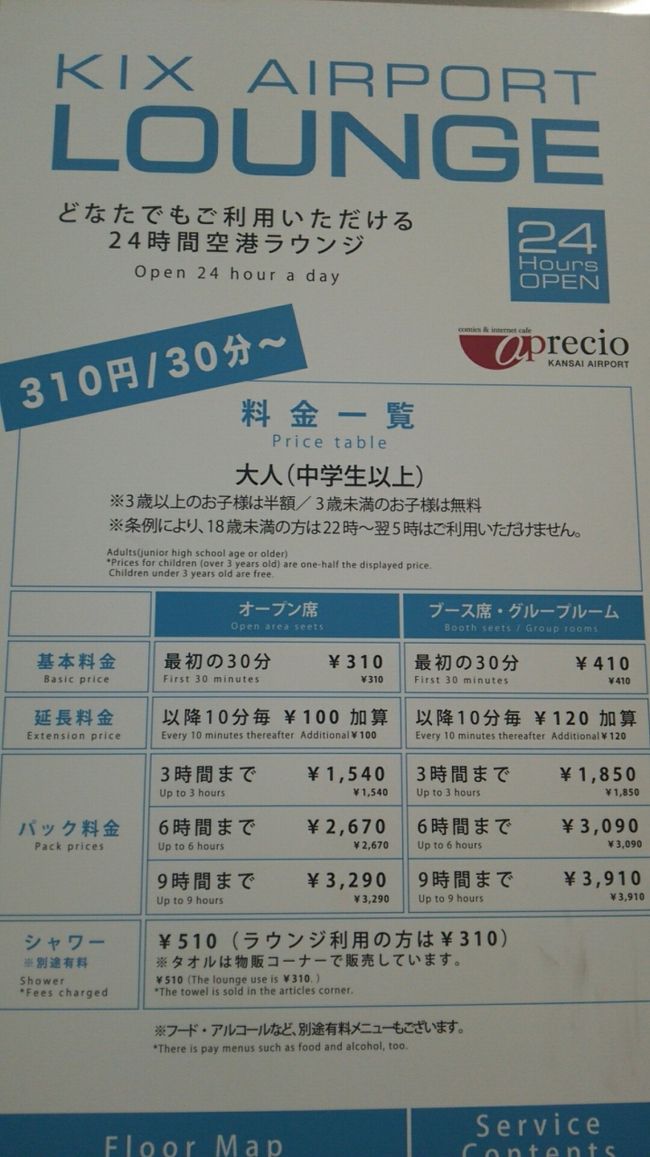 KIX AIRPORT
LOUNGE
どなたでもご利用いただける
24時間空港ラウンジ
Open 24 hour a day
24
Hours
OPEN
310円/30分～
comics & internet cafe
aprecio
KANSAI AIRPORT
料金一覧
Price table
大人(中学生以上)
※3歳以上のお子様は半額／3歳未満のお子様は無料
※条例により、18歳未満の方は22時～翌5時はご利用いただけません。
Adults(junior high school age or older)
*Prices for children (over 3 years old) are one-half the displayed price.
Children under 3 years old are free.
オープン席 ブース席・グループルーム
Open area seets Booth seets / Group rooms
基本料金 最初の30分 ¥310 最初の30分 ¥410
Basic price First 30 minutes ¥310 First 30 minutes ¥410
延長料金 以降10分毎 ¥100 加算 以降10分毎 ¥120 加算
Extension price Every 10 minutes thereafter Additional ¥100 Every 10 minutes thereafter Additional ¥120
パック料金
Pack prices
3時間まで ¥1,540 3時間まで ¥1,850
Up to 3 hours ¥1,540 Up to 3 hours ¥1,850
6時間まで ¥2,670 6時間まで ¥3,090
Up to 6 hours ¥2,670 Up to 6 hours ¥3,090
9時間まで ¥3,290 9時間まで ¥3,910
Up to 9 hours ¥3,290 Up to 9 hours ¥3,910
シャワー
※別途有料
Shower
*Fees charged
¥510 (ラウンジ利用の方は¥310)
※タオルは物販コーナーで販売しています。
¥510 (The lounge use is ¥310. )
*The towel is sold in the articles corner.
※フード・アルコールなど、別途有料メニューもございます。
*There is pay menus such as food and alcohol, too.
Floor Map
Service
Contents